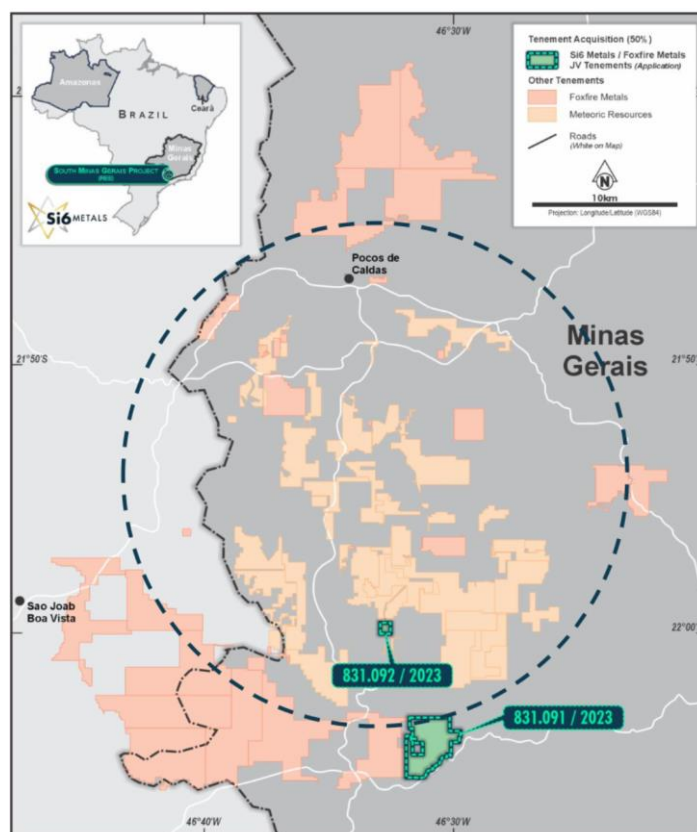 46°30'W
Amazonas
BRAZIL
Ceará
Minas
Gerais
SOUTH MINAS GERAIS PROJECT
Si6 METALS
Tenement Acquisition (50%)
Si6 Metals / Foxfire Metals
JV Tenements (Application)
Other Tenements
Foxfire Metals
Meteoric Resources
Roads
(White on Map)
N
10km
Projection: Longitude/Latitude (WGS84)
Pocos de
Caldas
Minas
Gerais
21°50'S
21°50'
Sao Joab
Boa Vista
22°00'
831.092 / 2023
831.091 / 2023
46°40'W
46°30'W